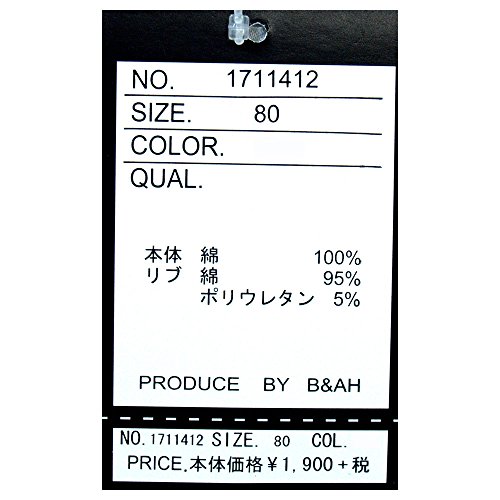 NO. 1711412
SIZE. 80
COLOR.
QUAL.
本体 綿 100%
リブ 綿 95%
ポリウレタン 5%
PRODUCE BY B&AH
NO.1711412 SIZE. 80 COL.
PRICE.本体価格¥1,900+税